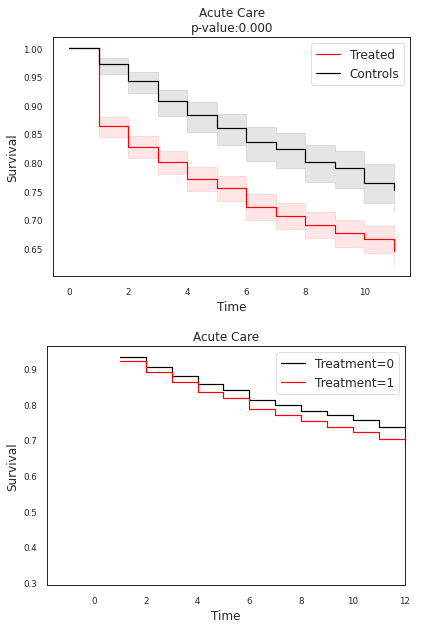 Acute Care
p-value:0.000
Treated
Controls
1.00
0.95
0.90
0.85
0.80
0.75
0.70
0.65
Survival
0 2 4 6 8 10
Time
Acute Care
Treatment=0
Treatment=1
0.9
0.8
0.7
0.6
0.5
0.4
0.3
Survival
0 2 4 6 8 10 12
Time